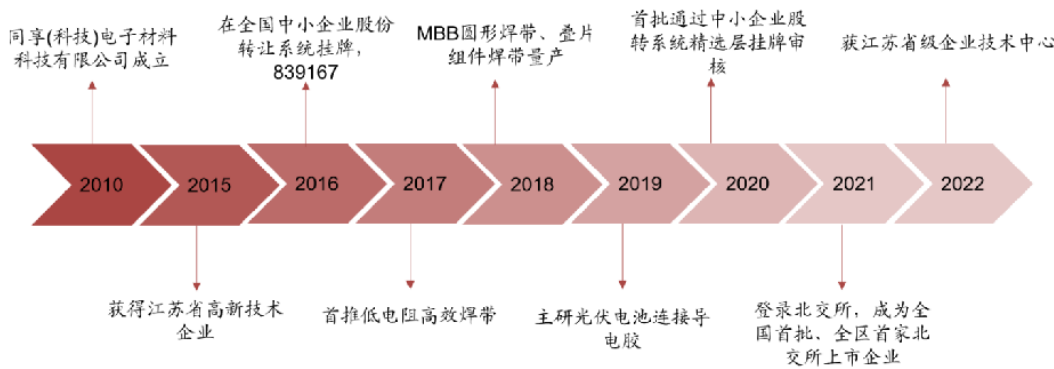 同享(科技)电子材料
科技有限公司成立
在全国中小企业股份
转让系统挂牌，
839167
MBB圆形焊带、叠片
组件焊带量产
首批通过中小企业股
转系统精选层挂牌审
核
获江苏省级企业技术中心
2010
2015
2016
2017
2018
2019
2020
2021
2022
获得江苏省高新技术
企业
首推低电阻高效焊带
主研光伏电池连接导
电胶
登录北交所，成为全
国首批、全区首家北
交所上市企业